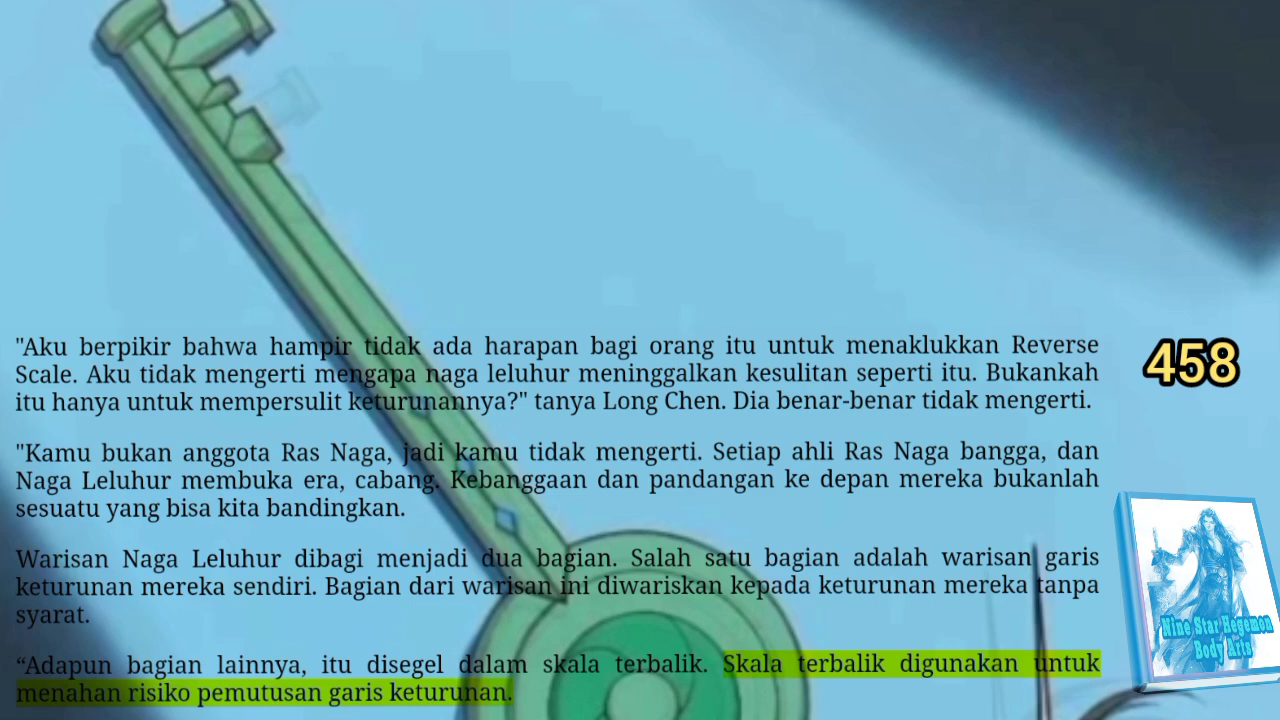 "Aku berpikir bahwa hampir tidak ada harapan bagi orang itu untuk menaklukkan Reverse
Scale. Aku tidak mengerti mengapa naga leluhur meninggalkan kesulitan seperti itu. Bukankah
itu hanya untuk mempersulit keturunannya?" tanya Long Chen. Dia benar-benar tidak mengerti.
458
"Kamu bukan anggota Ras Naga, jadi kamu tidak mengerti. Setiap ahli Ras Naga bangga, dan
Naga Leluhur membuka era, cabang. Kebanggaan dan pandangan ke depan mereka bukanlah
sesuatu yang bisa kita bandingkan.
Warisan Naga Leluhur dibagi menjadi dua bagian. Salah satu bagian adalah warisan garis
keturunan mereka sendiri. Bagian dari warisan ini diwariskan kepada keturunan mereka tanpa
syarat.
“Adapun bagian lainnya, itu disegel dalam skala terbalik. Skala terbalik digunakan untuk
menahan risiko pemutusan garis keturunan.
Nine Star Hegemon
Body Arts